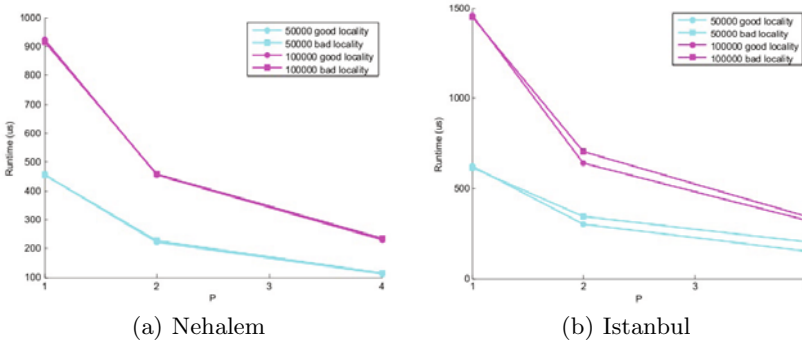 1000
900
800
700
600
500
400
300
200
100
Runtime (us)
1
2
3
4
P
50000 good locality
50000 bad locality
100000 good locality
100000 bad locality
(a) Nehalem
1500
1000
500
0
Runtime (us)
1
2
3
P
50000 good locality
50000 bad locality
100000 good locality
100000 bad locality
(b) Istanbul